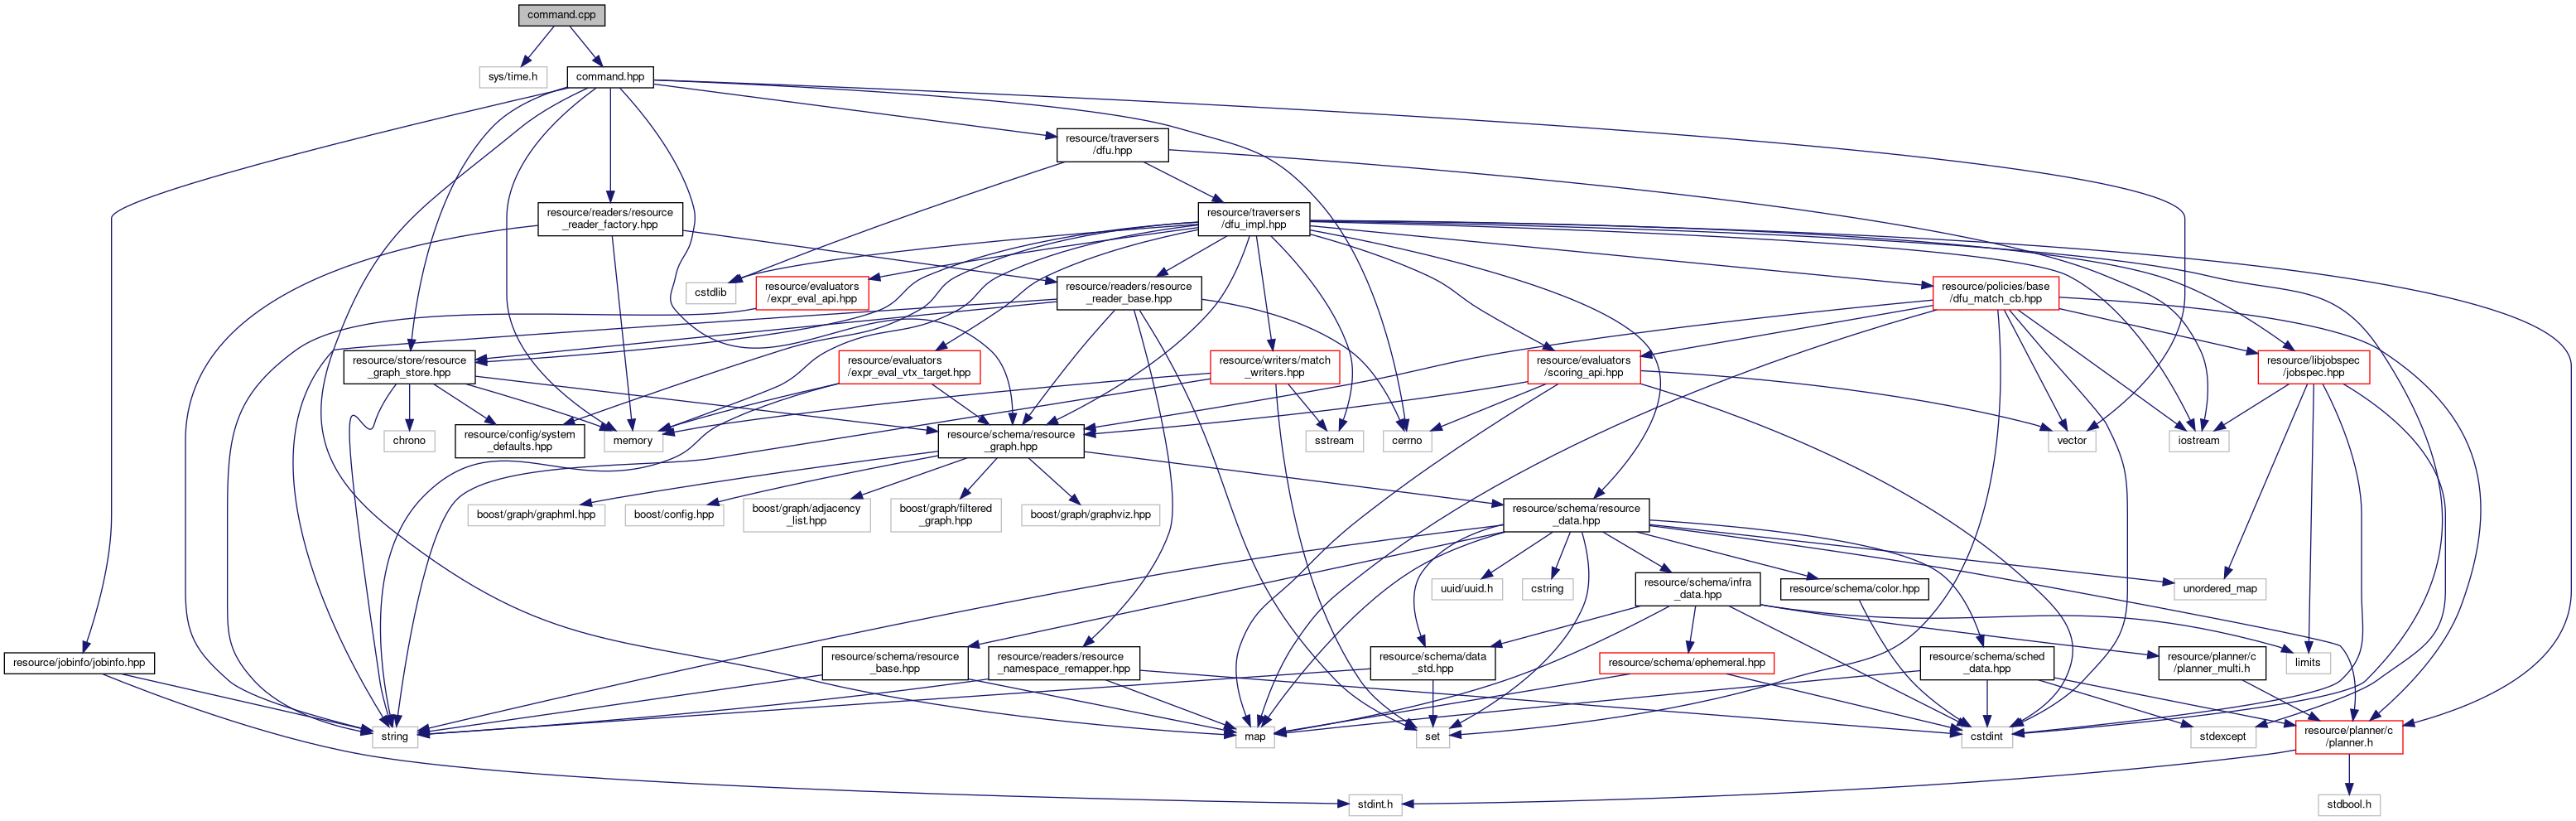 command.cpp
sys/time.h
command.hpp
resource/traversers
/dfu.hpp
resource/readers/resource
_reader_factory.hpp
resource/traversers
/dfu_impl.hpp
cstdlib
resource/evaluators
/expr_eval_api.hpp
resource/readers/resource
_reader_base.hpp
resource/policies/base
/dfu_match_cb.hpp
resource/store/resource
_graph_store.hpp
resource/evaluators
/expr_eval_vtx_target.hpp
resource/writers/match
_writers.hpp
resource/evaluators
/scoring_api.hpp
resource/libjobspec
/jobspec.hpp
chrono
resource/config/system
_defaults.hpp
memory
resource/schema/resource
_graph.hpp
sstream
cerrno
vector
iostream
boost/graph/graphml.hpp
boost/config.hpp
boost/graph/adjacency
_list.hpp
boost/graph/filtered
_graph.hpp
boost/graph/graphviz.hpp
resource/schema/resource
_data.hpp
uuid/uuid.h
cstring
resource/schema/infra
_data.hpp
resource/schema/color.hpp
unordered_map
resource/jobinfo/jobinfo.hpp
resource/schema/resource
_base.hpp
resource/readers/resource
_namespace_remapper.hpp
resource/schema/data
_std.hpp
resource/schema/ephemeral.hpp
resource/schema/sched
_data.hpp
resource/planner/c
/planner_multi.h
limits
string
map
set
cstdint
stdexcept
resource/planner/c
/planner.h
stdint.h
stdbool.h